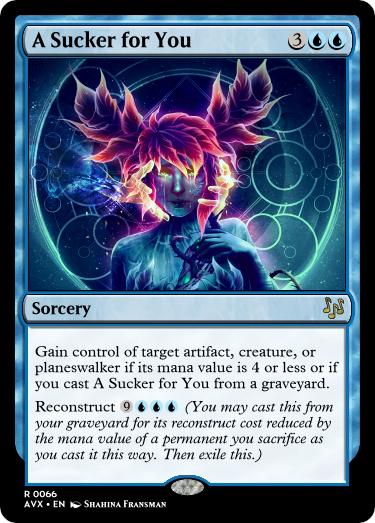 A Sucker for You 3
Sorcery
Gain control of target artifact, creature, or
planeswalker if its mana value is 4 or less or if
you cast A Sucker for You from a graveyard.
Reconstruct 9 (You may cast this from
your graveyard for its reconstruct cost reduced by
the mana value of a permanent you sacrifice as
you cast it this way. Then exile this.)
R 0066
AVX • EN Shahina Fransman